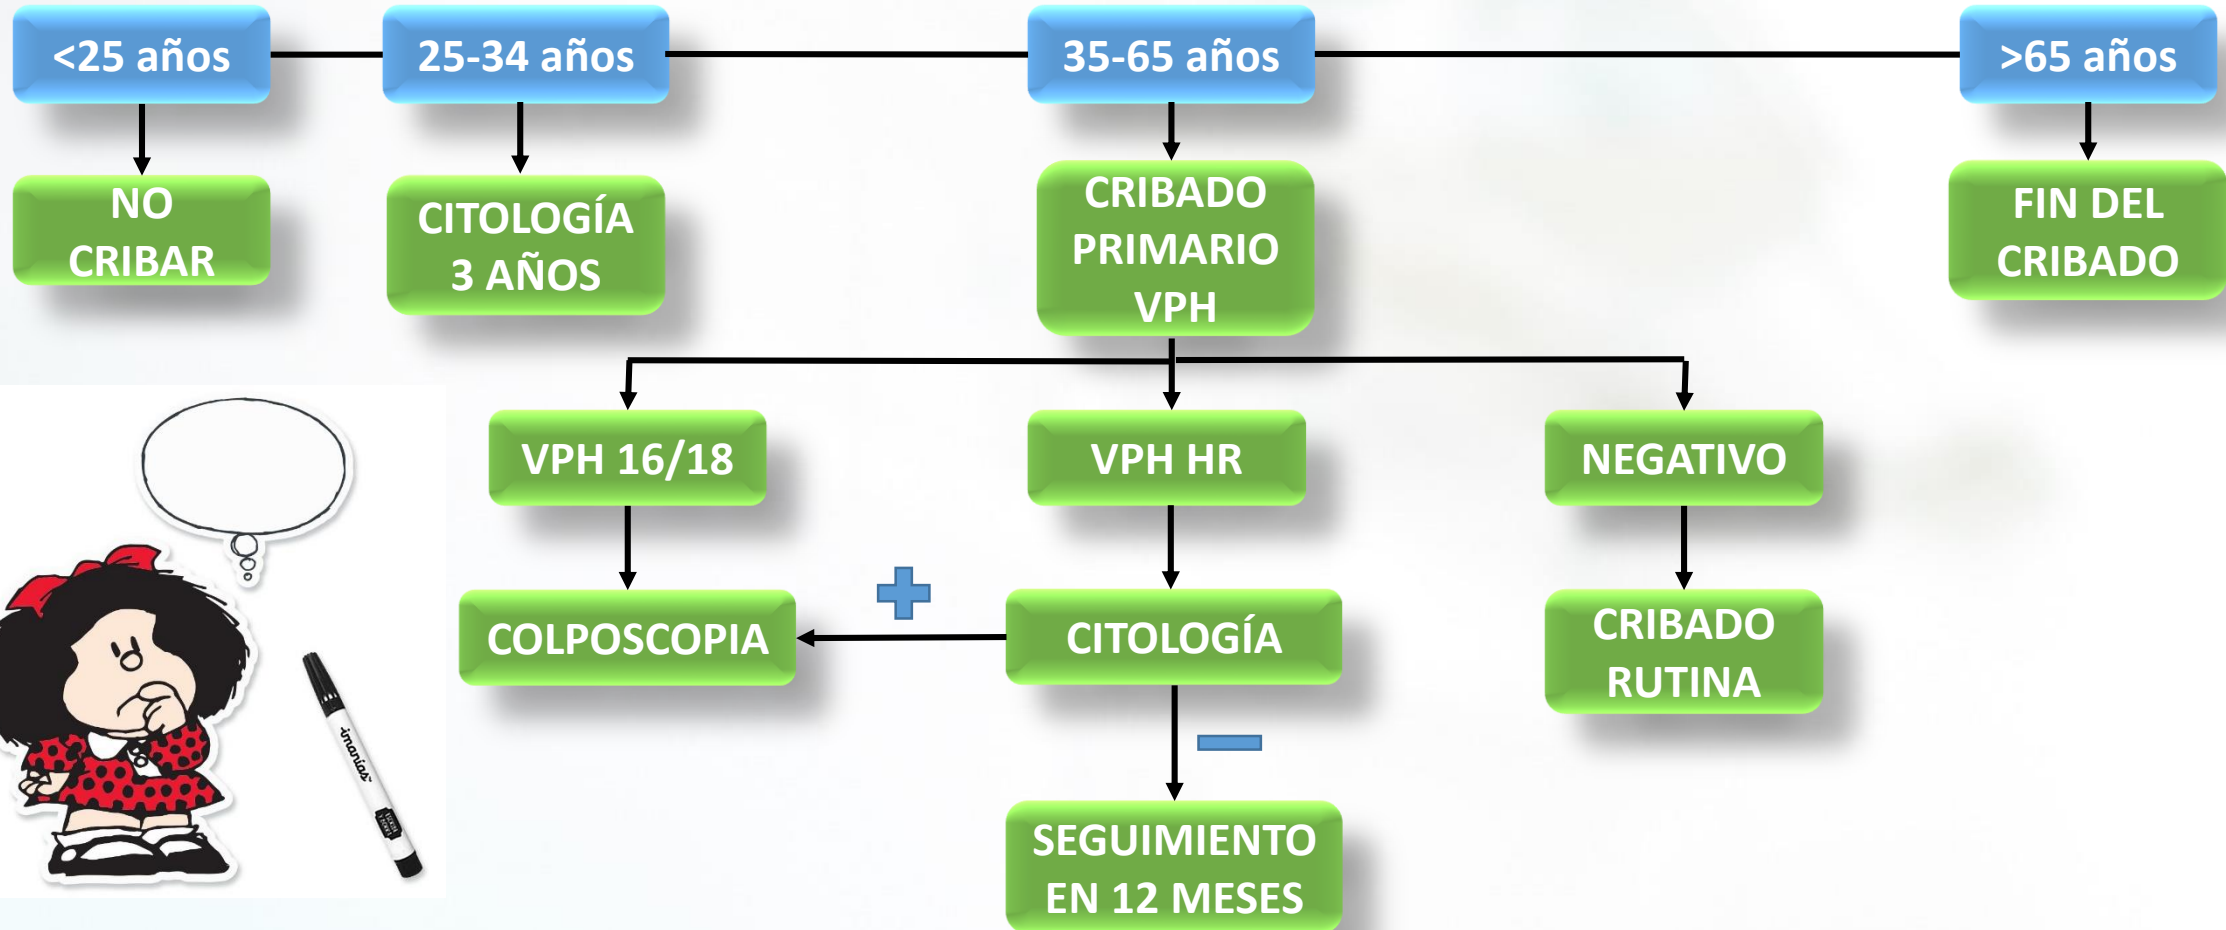 <25 años
25-34 años
35-65 años
>65 años
NO
CRIBAR
CITOLOGÍA
3 AÑOS
CRIBADO
PRIMARIO
VPH
FIN DEL
CRIBADO
VPH 16/18
VPH HR
NEGATIVO
COLPOSCOPIA
CITOLOGÍA
CRIBADO
RUTINA
SEGUIMIENTO
EN 12 MESES
imanias